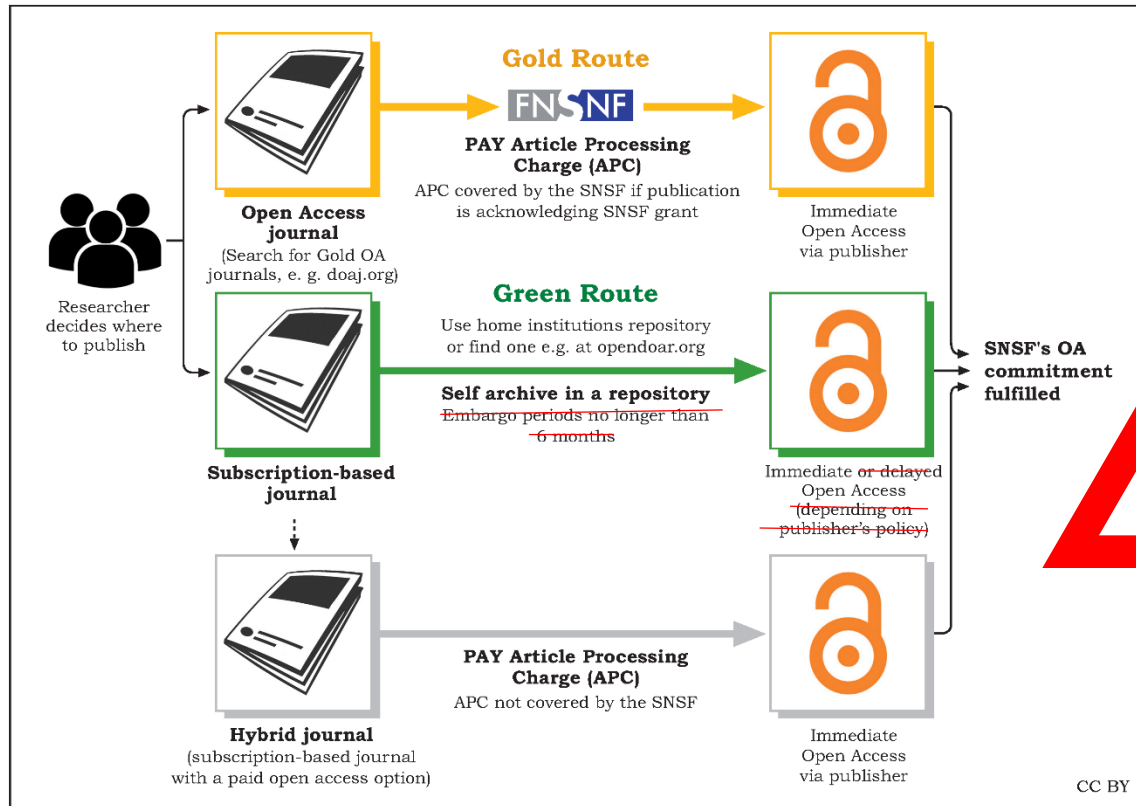 Gold Route
FNSNF
PAY Article Processing
Charge (APC)
APC covered by the SNSF if publication
is acknowledging SNSF grant
Open Access
journal
(Search for Gold OA
journals, e. g. doaj.org)
Immediate
Open Access
via publisher
Researcher
decides where
to publish
Green Route
Use home institutions repository
or find one e.g. at opendoar.org
Self archive in a repository
Embargo periods no longer than
6 months
Subscription-based
journal
Immediate or delayed
Open Access
(depending on
publisher's policy)
SNSF's OA
commitment
fulfilled
PAY Article Processing
Charge (APC)
APC not covered by the SNSF
Hybrid journal
(subscription-based journal
with a paid open access option)
Immediate
Open Access
via publisher
CC BY